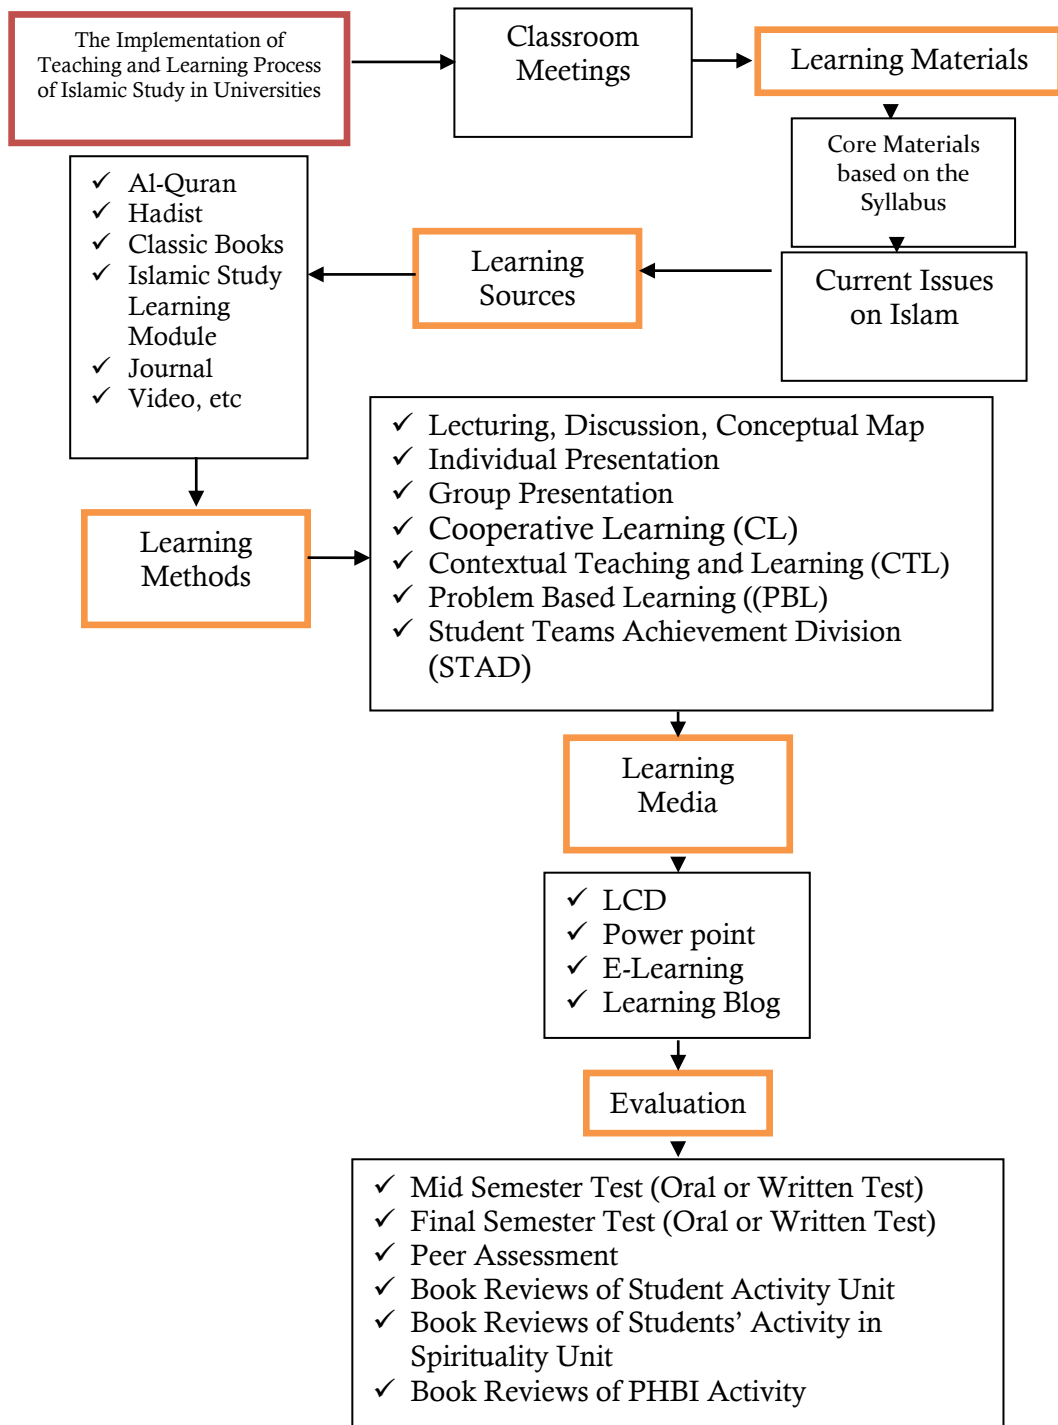 The Implementation of
Teaching and Learning Process
of Islamic Study in Universities
Classroom
Meetings
Learning Materials
Core Materials
based on the
Syllabus
Current Issues
on Islam
Learning
Sources
✓ Al-Quran
✓ Hadist
✓ Classic Books
✓ Islamic Study
Learning
Module
✓ Journal
✓ Video, etc
Learning
Methods
✓ Lecturing, Discussion, Conceptual Map
✓ Individual Presentation
✓ Group Presentation
✓ Cooperative Learning (CL)
✓ Contextual Teaching and Learning (CTL)
✓ Problem Based Learning ((PBL)
✓ Student Teams Achievement Division
(STAD)
Learning
Media
✓ LCD
✓ Power point
✓ E-Learning
✓ Learning Blog
Evaluation
✓ Mid Semester Test (Oral or Written Test)
✓ Final Semester Test (Oral or Written Test)
✓ Peer Assessment
✓ Book Reviews of Student Activity Unit
✓ Book Reviews of Students’ Activity in
Spirituality Unit
✓ Book Reviews of PHBI Activity